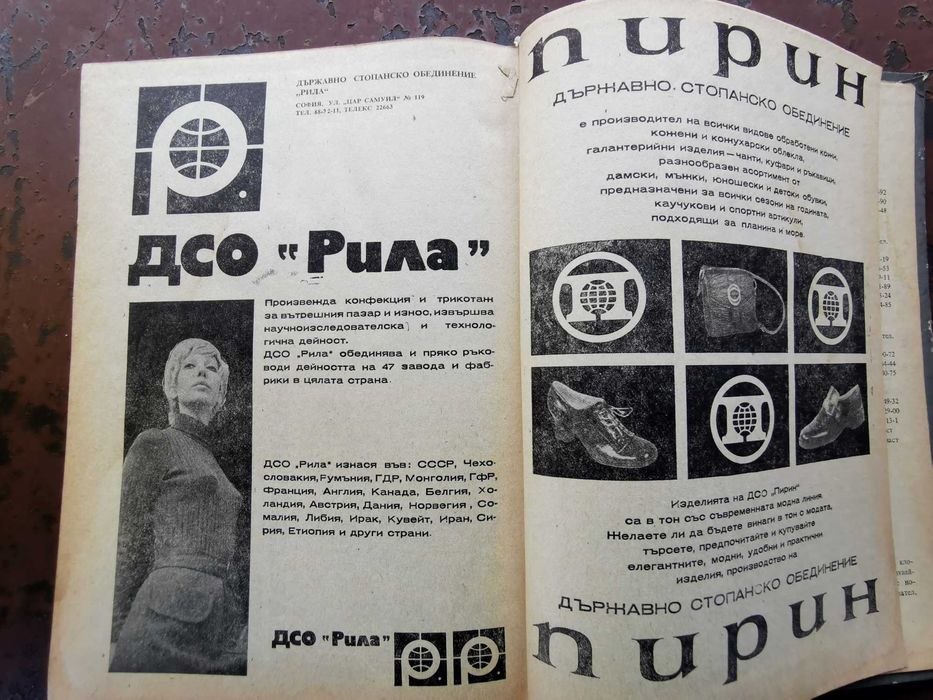 ДЪРЖАВНО СТОПАНСКО ОБЕДИНЕНИЕ
„РИЛА“
СОФИЯ, УЛ. „ЦАР САМУИЛ“ № 119
ТЕЛ. 88-32-11, ТЕЛЕКС 22663
ДСО “Рила”
Произвежда конфекция и трикотаж
за вътрешния пазар и износ, извършва
научноизследователска и техноло-
гична дейност.
ДСО „Рила“ обединява и пряко ръко-
води дейността на 47 завода и фаб-
рики в цялата страна.
ДСО „Рила“ изнася във: СССР, Чехо-
словакия, Румъния, ГДР, Монголия, ГфР,
Франция, Англия, Канада, Белгия, Хо-
ландия, Австрия, Дания, Норвегия, Со-
малия, Либия, Ирак, Кувейт, Иран, Си-
рия, Етиопия и други страни.
ДСО “Рила”
пирин
ДЪРЖАВНО. СТОПАНСКО ОБЕДИНЕНИЕ
е производител на всички видове обработени кожи,
кожени и кожухарски облекла,
галантерийни изделия — чанти, куфари и ръкавици,
разнообразен асортимент от
дамски, мъжки, юношески и детски обувки,
предназначени за всички сезони на годината,
каучукови и спортни артикули,
подходящи за планина и море.
Изделията на ДСО „Пирин“
са в тон със съвременната модна линия.
Желаете ли да бъдете винаги в тон с модата,
търсете, предпочитайте и купувайте
елегантните, модни, удобни и практични
изделия, производство на
ДЪРЖАВНО СТОПАНСКО ОБЕДИНЕНИЕ
пирин